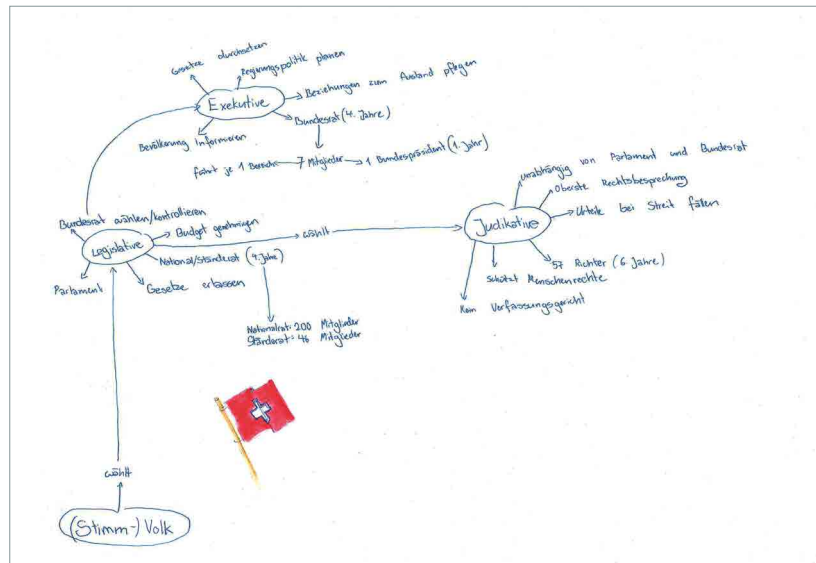 Gesetze durchsetzen
Regierungspolitik planen
Exekutive
Beziehungen zum Ausland pflegen
Bundesrat (4. Jahre)
Bevölkerung Informieren
führt je 1 Bereich
7 Mitglieder
1 Bundespräsident (1. Jahr)
Bundesrat wählen/kontrollieren
Budget genehmigen
Legislative
National/Ständerat (4. Jahre)
Parlament
Gesetze erlassen
Nationalrat: 200 Mitglieder
Ständerat: 46 Mitglieder
wählt
Unabhängig von Parlament und Bundesrat
Oberste Rechtsbesprechung
Judikative
Urteile bei Streit fällen
57 Richter (6. Jahre)
Schützt Menschenrechte
Kein Verfassungsgericht
wählt
(Stimm-) Volk